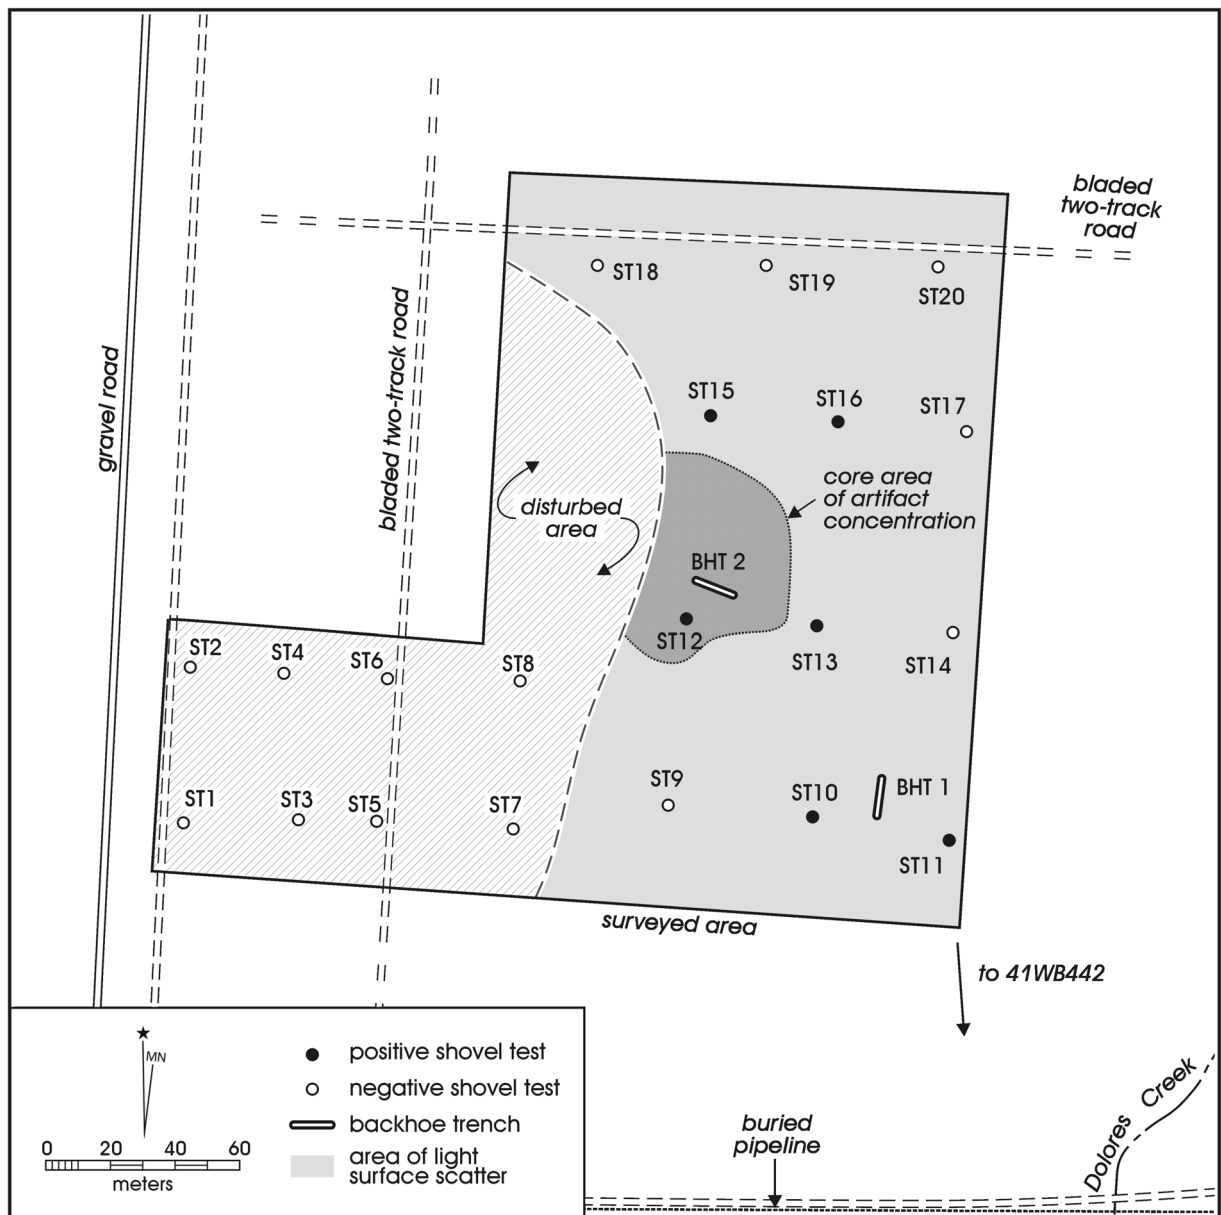 bladed
two-track
road
ST18
ST19
ST20
gravel road
bladed two-track road
ST15
ST16
ST17
core area
of artifact
concentration
disturbed
area
BHT 2
ST12
ST13
ST14
ST2
ST4
ST6
ST8
ST9
ST10
BHT 1
ST1
ST3
ST5
ST7
ST11
surveyed area
to 41WB442
MN
0 20 40 60
meters
positive shovel test
negative shovel test
backhoe trench
area of light
surface scatter
buried
pipeline
Dolores Creek